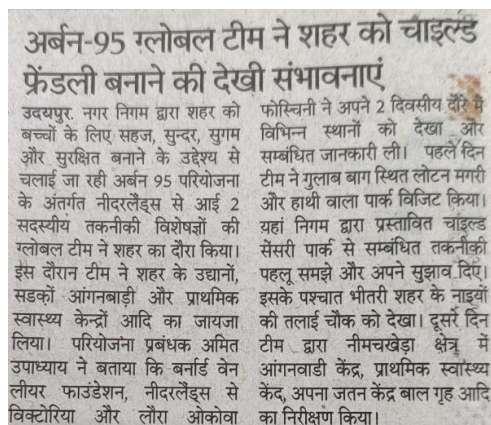 अर्बन-95 ग्लोबल टीम ने शहर को चाइल्ड
फ्रेंडली बनाने की देखी संभावनाएं
उदयपुर. नगर निगम द्वारा शहर को
बच्चों के लिए सहज, सुन्दर, सुगम
और सुरक्षित बनाने के उद्देश्य से
चलाई जा रही अर्बन 95 परियोजना
के अंतर्गत नीदरलैंड्स से आई 2
सदस्यीय तकनीकी विशेषज्ञों की
ग्लोबल टीम ने शहर का दौरा किया।
इस दौरान टीम ने शहर के उद्यानों,
सड़कों आंगनबाड़ी और प्राथमिक
स्वास्थ्य केन्द्रों आदि का जायजा
लिया। परियोजना प्रबंधक अमित
उपाध्याय ने बताया कि बर्नार्ड वेन
लीयर फाउंडेशन, नीदरलैंड्स से
विक्टोरिया और लौरा ओकोवा
फोस्चिनी ने अपने 2 दिवसीय दौरे में
विभिन्न स्थानों को देखा और
सम्बंधित जानकारी ली। पहले दिन
टीम ने गुलाब बाग स्थित लोटन मगरी
और हाथी वाला पार्क विजिट किया।
यहां निगम द्वारा प्रस्तावित चाइल्ड
सेंसरी पार्क से सम्बंधित तकनीकी
पहलू समझे और अपने सुझाव दिए।
इसके पश्चात भीतरी शहर के नाइयों
की तलाई चौक को देखा। दूसरे दिन
टीम द्वारा नीमचखेड़ा क्षेत्र में
आंगनवाडी केंद्र, प्राथमिक स्वास्थ्य
केंद, अपना जतन केंद्र बाल गृह आदि
का निरीक्षण किया।